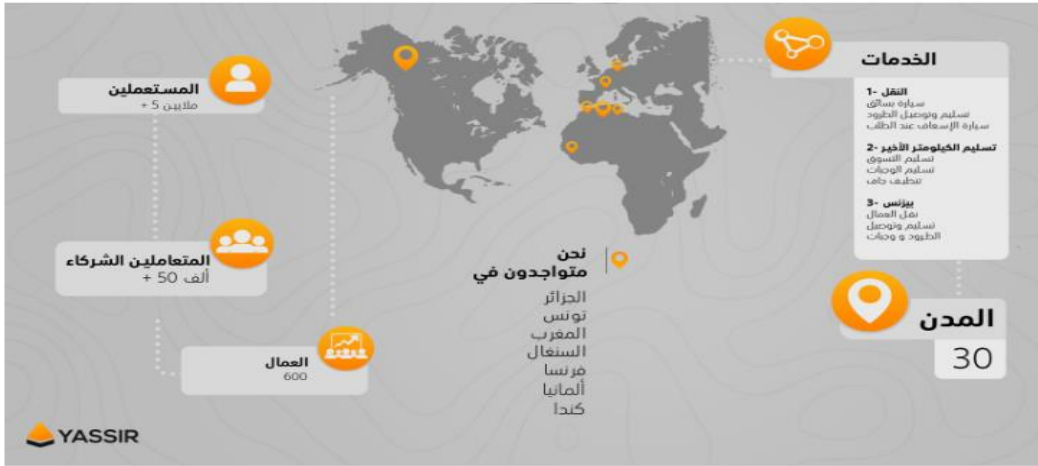 الخدمات
النقل -1
سيارة بسائق
تسليم وتوصيل الطرود
سيارة الإسعاف عند الطلب
تسليم الكيلومتر الأخير -2
تسليم التسوق
تسليم الوجبات
تنظيف جاف
بيزنس -3
نقل العمال
تسليم وتوصيل
الطرود و وجبات
المدن
30
نحن
متواجدون في
الجزائر
تونس
المغرب
السنغال
فرنسا
ألمانيا
كندا
المستعملين
ملايين 5 +
المتعاملين الشركاء
ألف 50 +
العمال
600
YASSIR